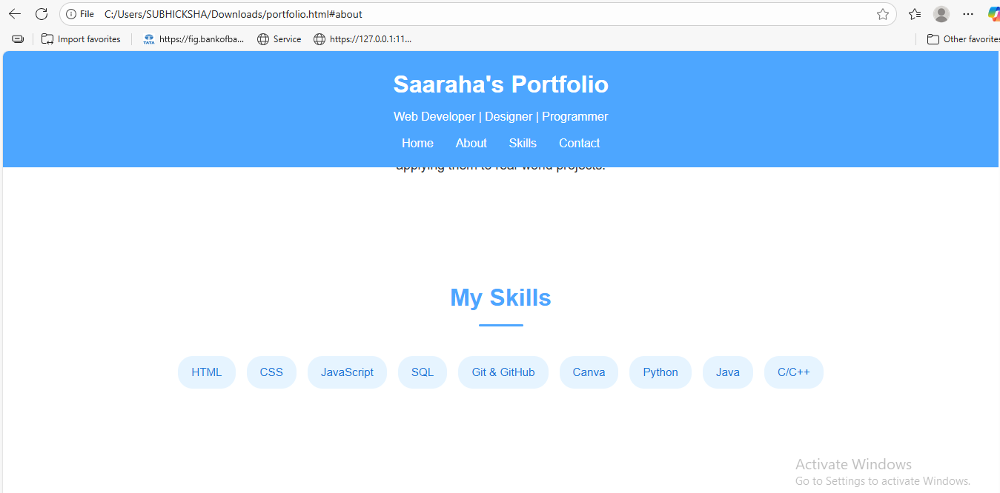 File C:/Users/SUBHICKSHA/Downloads/portfolio.html#about
Import favorites TATA https://fig.bankofba... Service https://127.0.0.1:11... Other favorites
Saaraha's Portfolio
Web Developer | Designer | Programmer
Home About Skills Contact
applying them to real-world projects.
My Skills
HTML CSS JavaScript SQL Git & GitHub Canva Python Java C/C++
Activate Windows
Go to Settings to activate Windows.